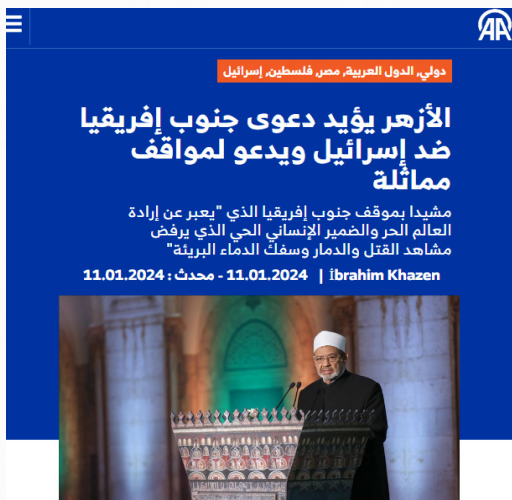 AA
دولي, الدول العربية, مصر, فلسطين, إسرائيل
الأزهر يؤيد دعوى جنوب إفريقيا
ضد إسرائيل ويدعو لمواقف
مماثلة
مشيدا بموقف جنوب إفريقيا الذي "يعبر عن إرادة
العالم الحر والضمير الإنساني الحي الذي يرفض
مشاهد القتل والدمار وسفك الدماء البريئة"
İbrahim Khazen | 11.01.2024 - محدث : 11.01.2024